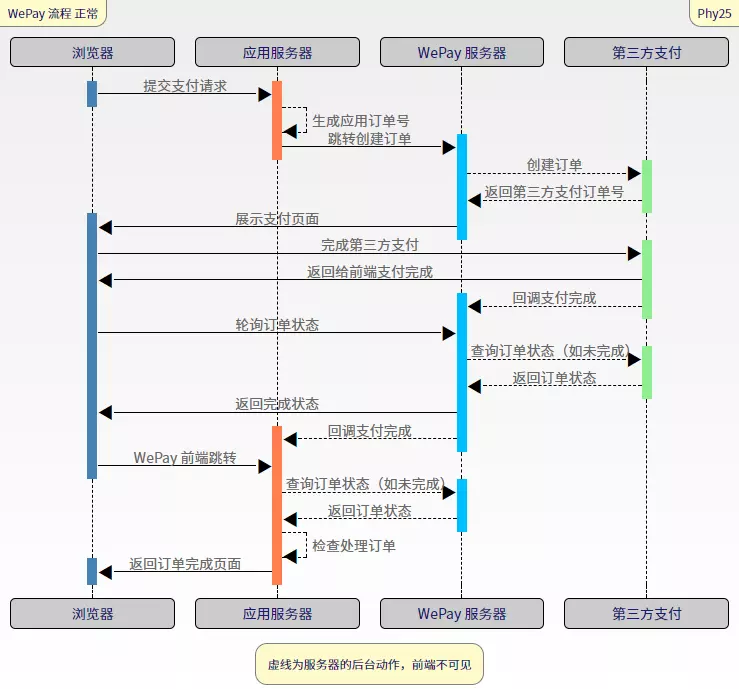 WePay 流程 正常
Phy25
浏览器
应用服务器
WePay 服务器
第三方支付
提交支付请求
生成应用订单号
跳转创建订单
创建订单
返回第三方支付订单号
展示支付页面
完成第三方支付
返回给前端支付完成
回调支付完成
轮询订单状态
查询订单状态（如未完成）
返回订单状态
返回完成状态
回调支付完成
WePay 前端跳转
查询订单状态（如未完成）
返回订单状态
检查处理订单
返回订单完成页面
浏览器
应用服务器
WePay 服务器
第三方支付
虚线为服务器的后台动作，前端不可见